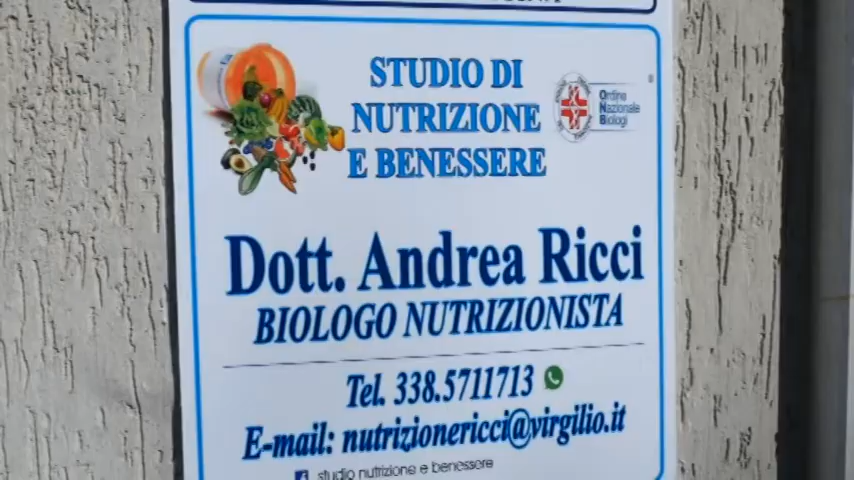 STUDIO DI
NUTRIZIONE
E BENESSERE
Ordine
Nazionale
Biologi
Dott. Andrea Ricci
BIOLOGO NUTRIZIONISTA
Tel. 338.5711713
E-mail: nutrizionericci@virgilio.it
studio nutrizione e benessere